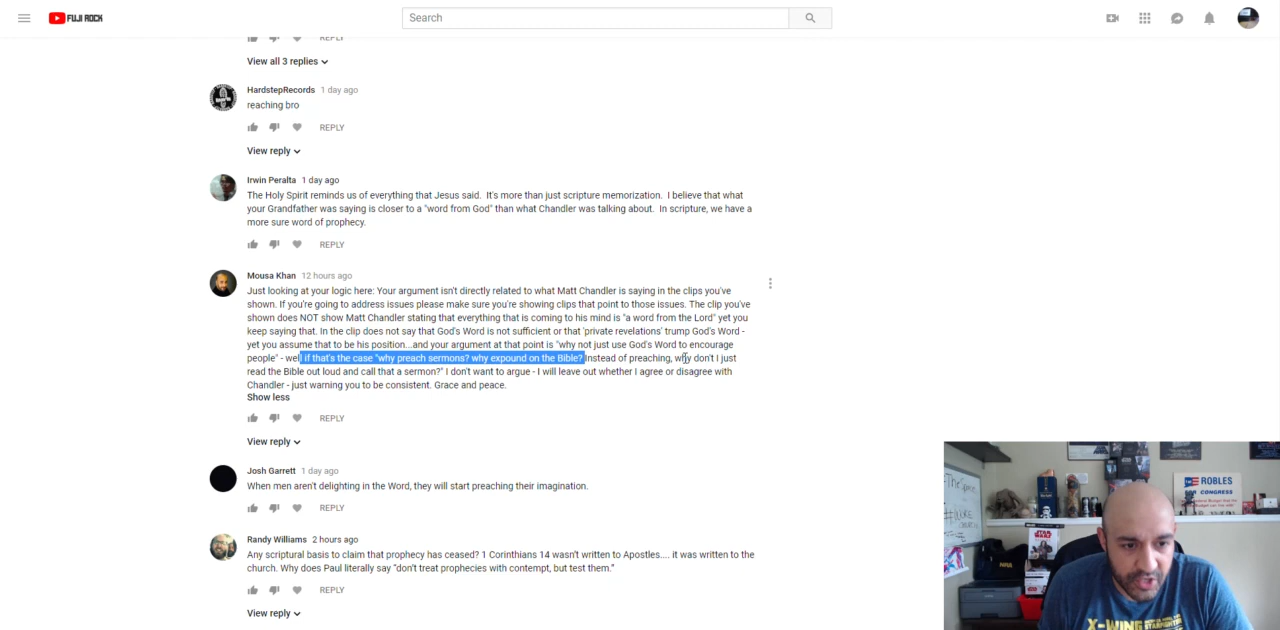 FUJI ROCK
Search
REPLY
View all 3 replies
HardstepRecords 1 day ago
reaching bro
REPLY
View reply
Irwin Peralta 1 day ago
The Holy Spirit reminds us of everything that Jesus said. It's more than just scripture memorization. I believe that what
your Grandfather was saying is closer to a "word from God" than what Chandler was talking about. In scripture, we have a
more sure word of prophecy.
REPLY
Mousa Khan 12 hours ago
Just looking at your logic here: Your argument isn't directly related to what Matt Chandler is saying in the clips you've
shown. If you're going to address issues please make sure you're showing clips that point to those issues. The clip you've
shown does NOT show Matt Chandler stating that everything that is coming to his mind is "a word from the Lord" yet you
keep saying that. In the clip does not say that God's Word is not sufficient or that 'private revelations' trump God's Word -
yet you assume that to be his position...and your argument at that point is "why not just use God's Word to encourage
people" - well if that's the case "why preach sermons? why expound on the Bible? Instead of preaching, why don't I just
read the Bible out loud and call that a sermon?" I don't want to argue - I will leave out whether I agree or disagree with
Chandler - just warning you to be consistent. Grace and peace.
Show less
REPLY
View reply
Josh Garrett 1 day ago
When men aren't delighting in the Word, they will start preaching their imagination.
REPLY
Randy Williams 2 hours ago
Any scriptural basis to claim that prophecy has ceased? 1 Corinthians 14 wasn't written to Apostles.... it was written to the
church. Why does Paul literally say “don't treat prophecies with contempt, but test them.”
REPLY
View reply
ROBLES
CONGRESS
STAR
WARS
X-WING
STARFIGHTER